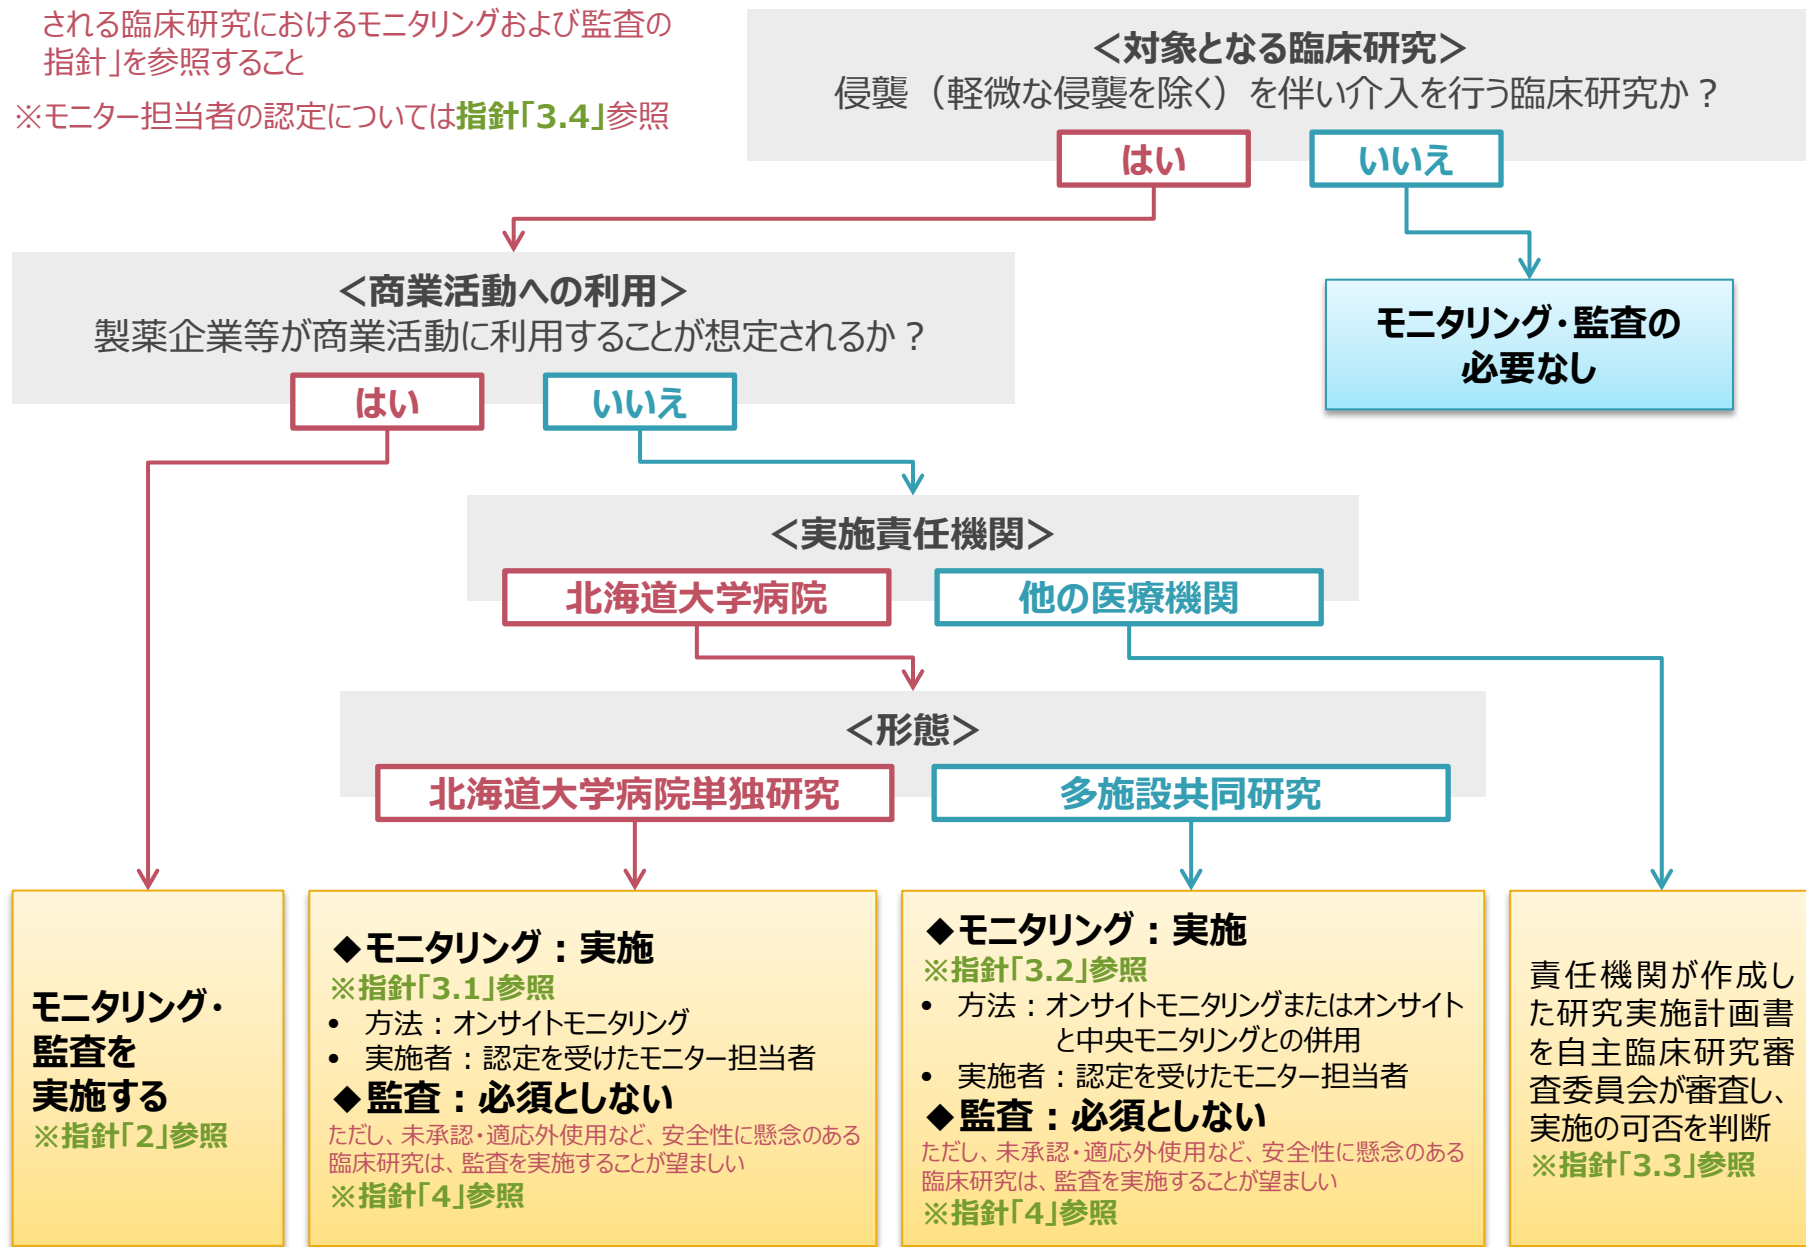 される臨床研究におけるモニタリングおよび監査の
指針」を参照すること
※モニター担当者の認定については指針「3.4」参照
＜対象となる臨床研究＞
侵襲（軽微な侵襲を除く）を伴い介入を行う臨床研究か？
はい
いいえ
＜商業活動への利用＞
製薬企業等が商業活動に利用することが想定されるか？
はい
いいえ
モニタリング・監査の
必要なし
＜実施責任機関＞
北海道大学病院
他の医療機関
＜形態＞
北海道大学病院単独研究
多施設共同研究
モニタリング・
監査を
実施する
※指針「2」参照
◆モニタリング：実施
※指針「3.1」参照
• 方法：オンサイトモニタリング
• 実施者：認定を受けたモニター担当者
◆監査：必須としない
ただし、未承認・適応外使用など、安全性に懸念のある
臨床研究は、監査を実施することが望ましい
※指針「4」参照
◆モニタリング：実施
※指針「3.2」参照
• 方法：オンサイトモニタリングまたはオンサイト
と中央モニタリングとの併用
• 実施者：認定を受けたモニター担当者
◆監査：必須としない
ただし、未承認・適応外使用など、安全性に懸念のある
臨床研究は、監査を実施することが望ましい
※指針「4」参照
責任機関が作成し
た研究実施計画書
を自主臨床研究審
査委員会が審査し、
実施の可否を判断
※指針「3.3」参照